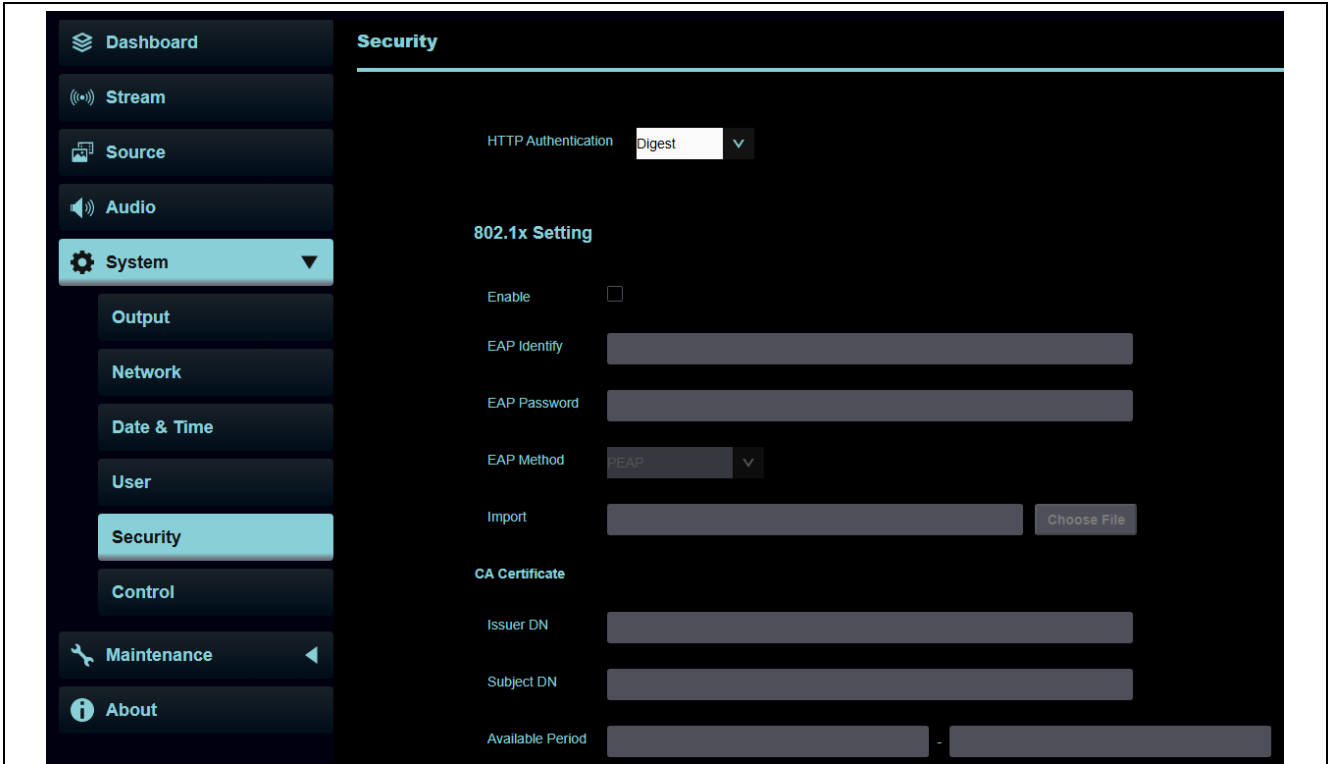 Dashboard
Stream
Source
Audio
System
Output
Network
Date & Time
User
Security
Control
Maintenance
About
Security
HTTP Authentication Digest
802.1x Setting
Enable
EAP Identify
EAP Password
EAP Method PEAP
Import Choose File
CA Certificate
Issuer DN
Subject DN
Available Period -